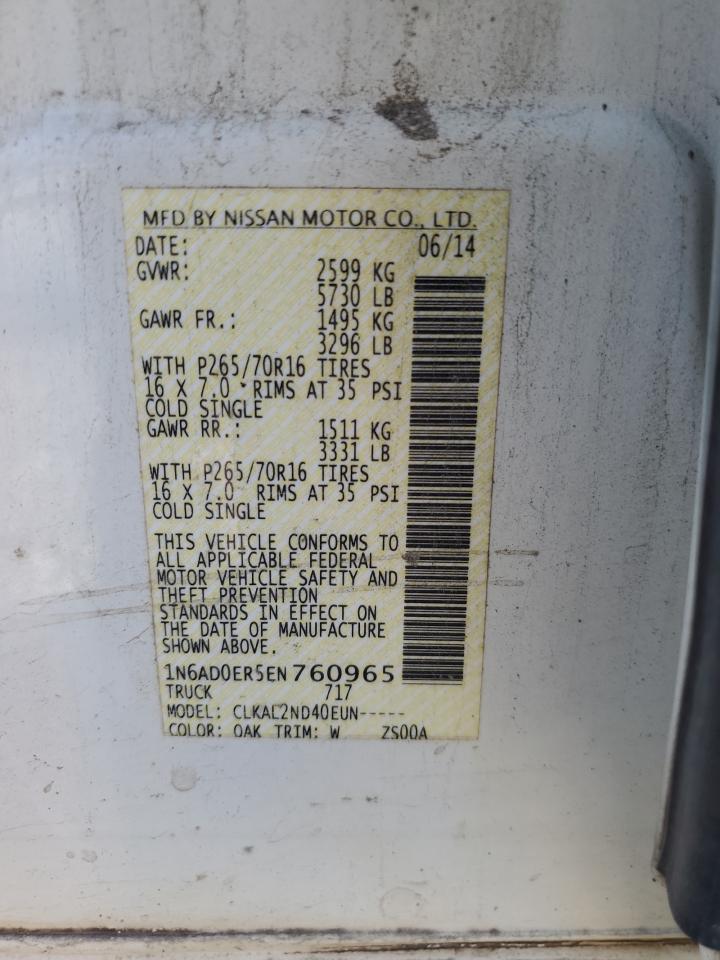 MFD BY NISSAN MOTOR CO., LTD.
DATE: 06/14
GVWR: 2599 KG
5730 LB
GAWR FR.: 1495 KG
3296 LB
WITH P265/70R16 TIRES
16 X 7.0 RIMS AT 35 PSI
COLD SINGLE
GAWR RR.: 1511 KG
3331 LB
WITH P265/70R16 TIRES
16 X 7.0 RIMS AT 35 PSI
COLD SINGLE
THIS VEHICLE CONFORMS TO
ALL APPLICABLE FEDERAL
MOTOR VEHICLE SAFETY AND
THEFT PREVENTION
STANDARDS IN EFFECT ON
THE DATE OF MANUFACTURE
SHOWN ABOVE.
1N6AD0ER5EN760965
TRUCK 717
MODEL: CLKAL2ND40EUN-----
COLOR: QAK TRIM: W ZS00A